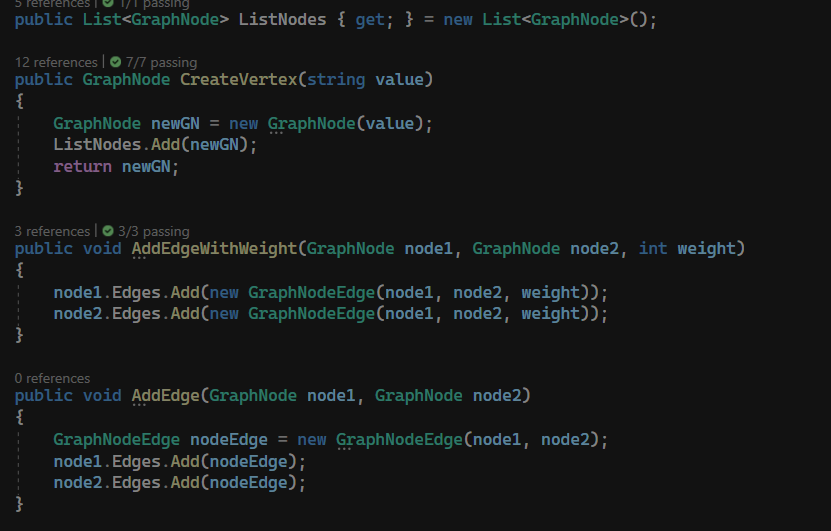 5 references | 1/1 passing
public List<GraphNode> ListNodes { get; } = new List<GraphNode>();
12 references | 7/7 passing
public GraphNode CreateVertex(string value)
{
GraphNode newGN = new GraphNode(value);
ListNodes.Add(newGN);
return newGN;
}
3 references | 3/3 passing
public void AddEdgeWithWeight(GraphNode node1, GraphNode node2, int weight)
{
node1.Edges.Add(new GraphNodeEdge(node1, node2, weight));
node2.Edges.Add(new GraphNodeEdge(node1, node2, weight));
}
0 references
public void AddEdge(GraphNode node1, GraphNode node2)
{
GraphNodeEdge nodeEdge = new GraphNodeEdge(node1, node2);
node1.Edges.Add(nodeEdge);
node2.Edges.Add(nodeEdge);
}